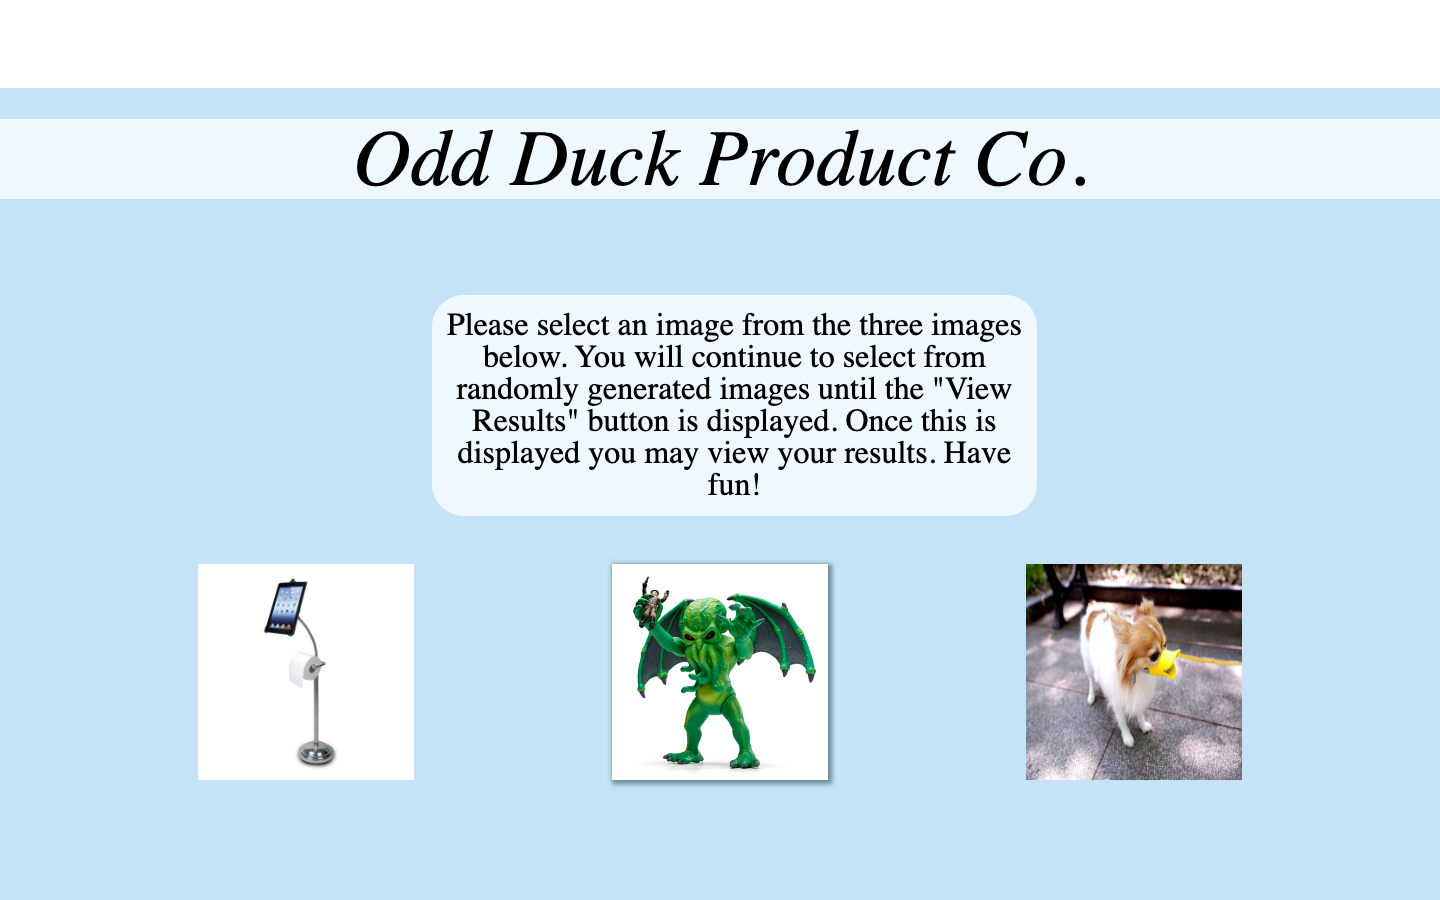 Odd Duck Product Co.
Please select an image from the three images
below. You will continue to select from
randomly generated images until the "View
Results" button is displayed. Once this is
displayed you may view your results. Have
fun!